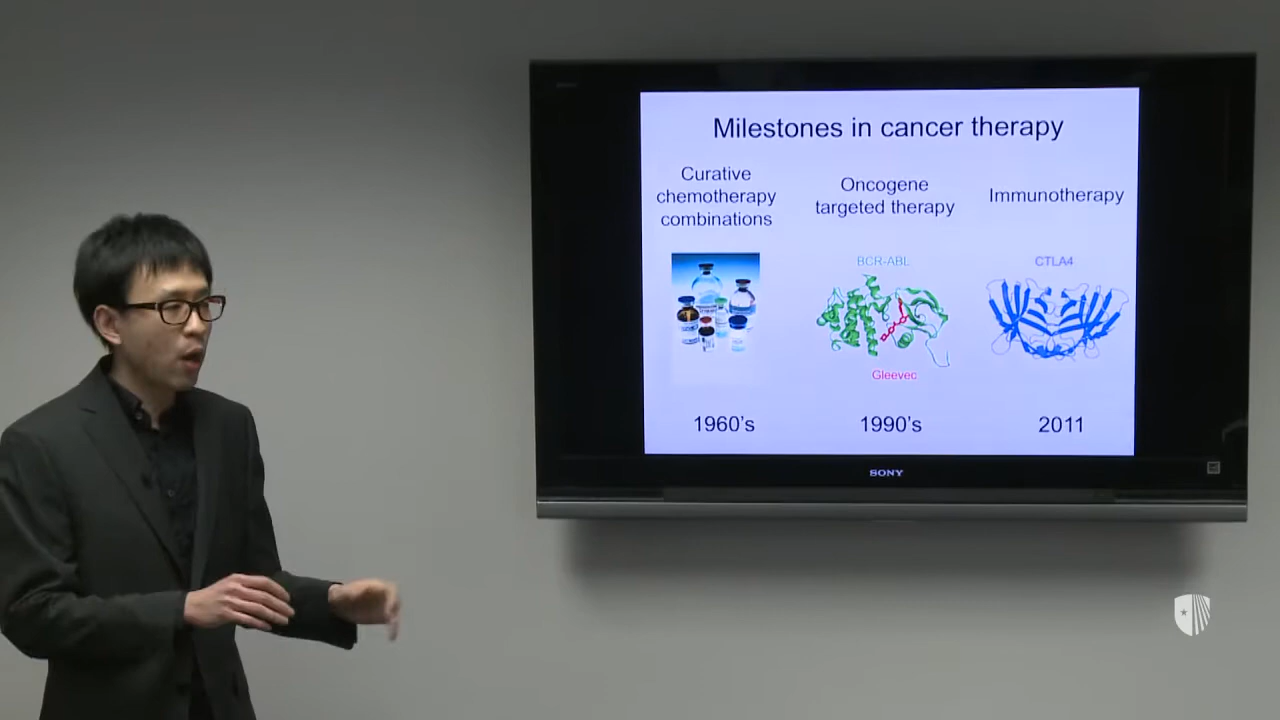 Milestones in cancer therapy
Curative
chemotherapy
combinations
Oncogene
targeted therapy
Immunotherapy
BCR-ABL
CTLA4
Gleevec
1960's
1990's
2011
SONY